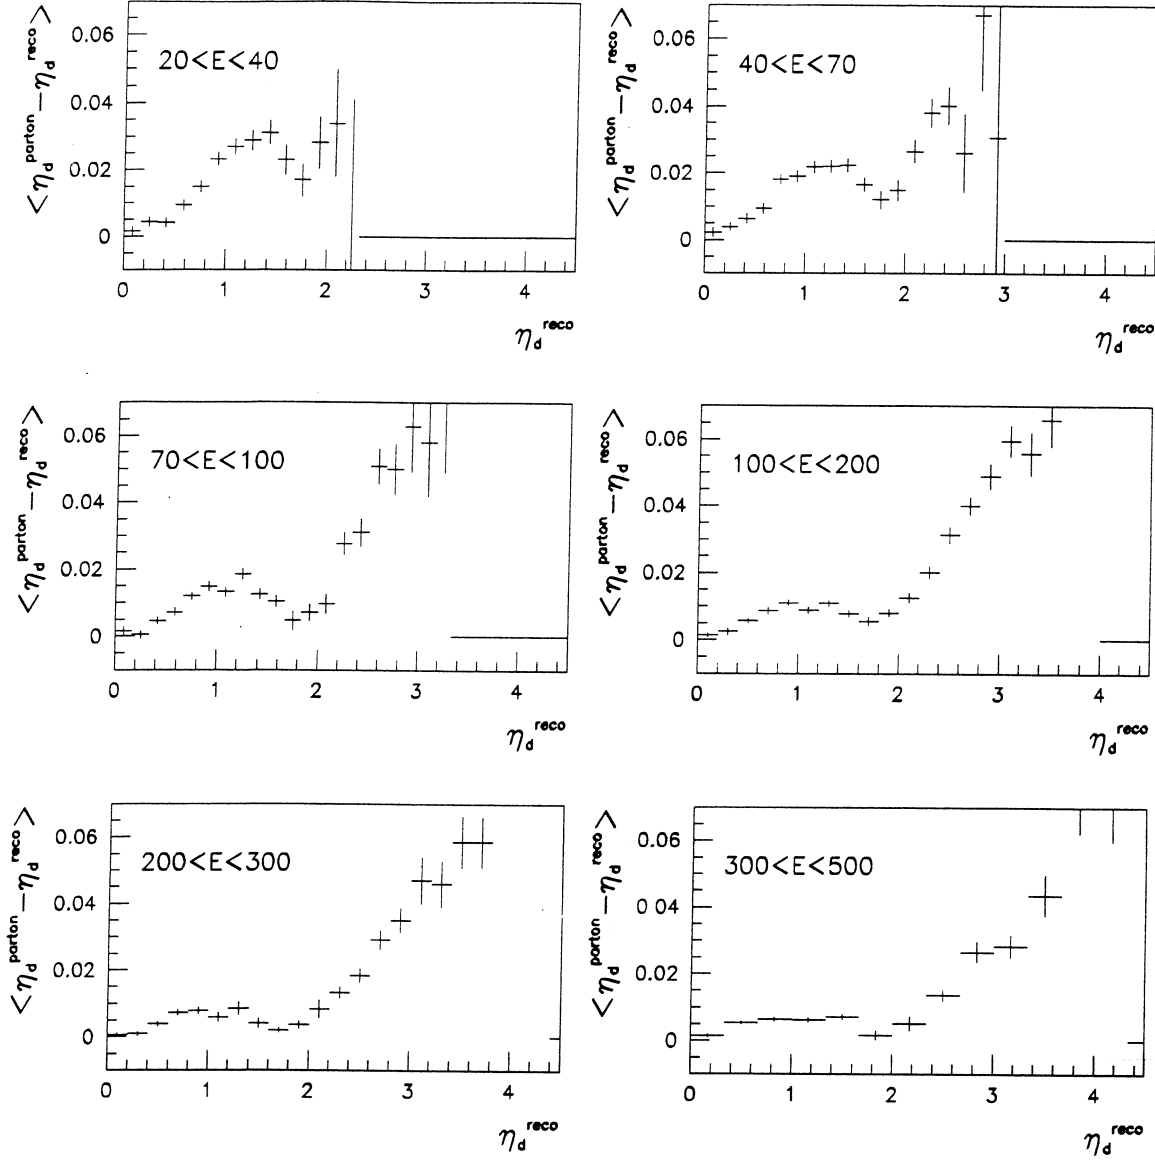 <η_d^parton − η_d^reco>
0.06
0.04
0.02
0
20<E<40
0 1 2 3 4
η_d^reco
<η_d^parton − η_d^reco>
0.06
0.04
0.02
0
40<E<70
0 1 2 3 4
η_d^reco
<η_d^parton − η_d^reco>
0.06
0.04
0.02
0
70<E<100
0 1 2 3 4
η_d^reco
<η_d^parton − η_d^reco>
0.06
0.04
0.02
0
100<E<200
0 1 2 3 4
η_d^reco
<η_d^parton − η_d^reco>
0.06
0.04
0.02
0
200<E<300
0 1 2 3 4
η_d^reco
<η_d^parton − η_d^reco>
0.06
0 04
0.02
0
300<E<500
0 1 2 3 4
η_d^reco